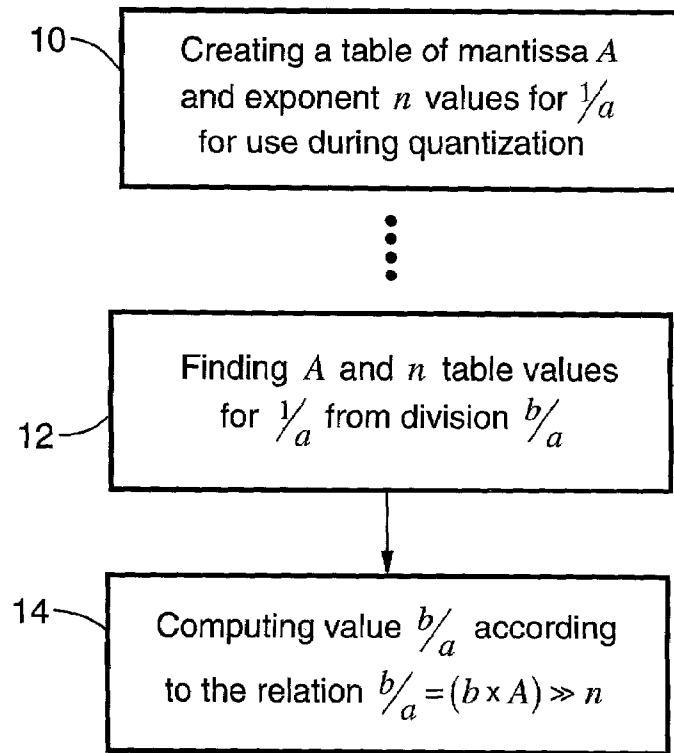 10
Creating a table of mantissa A
and exponent n values for 1/a
for use during quantization
12
Finding A and n table values
for 1/a from division b/a
14
Computing value b/a according
to the relation b/a = (b × A) ≫ n